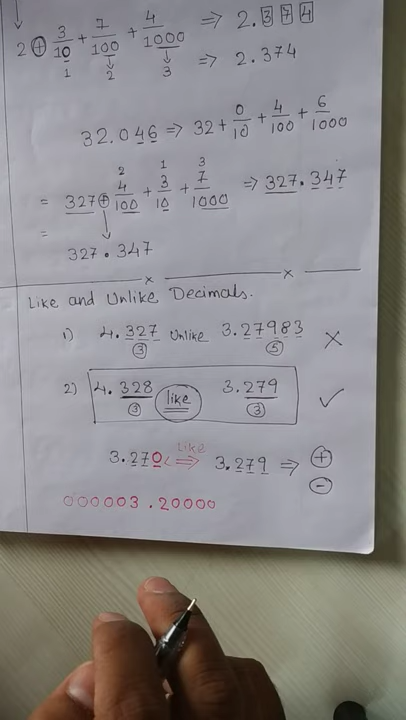 2 ⊕ 3/10 + 7/100 + 4/1000 ⇒ 2.374
1 2 3 ⇒ 2.374
32.046 ⇒ 32 + 0/10 + 4/100 + 6/1000
2 1 3
= 327 ⊕ 4/100 + 3/10 + 7/1000 ⇒ 327.347
=
327.347
Like and Unlike Decimals.
1) 4.327 Unlike 3.27983 ×
3 5
2) 4.328 like 3.279 ✓
3 3
Like
3.270 ⇒ 3.279 ⇒ +
−
000003.20000